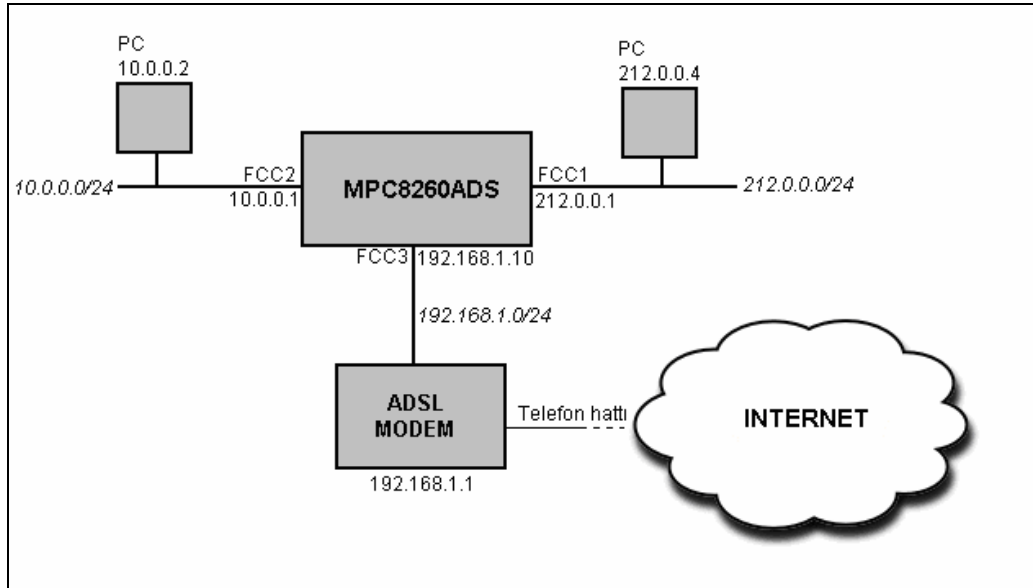 PC
10.0.0.2
PC
212.0.0.4
10.0.0.0/24
FCC2
10.0.0.1
MPC8260ADS
FCC1
212.0.0.1
212.0.0.0/24
FCC3
192.168.1.10
192.168.1.0/24
ADSL
MODEM
192.168.1.1
Telefon hattı
INTERNET